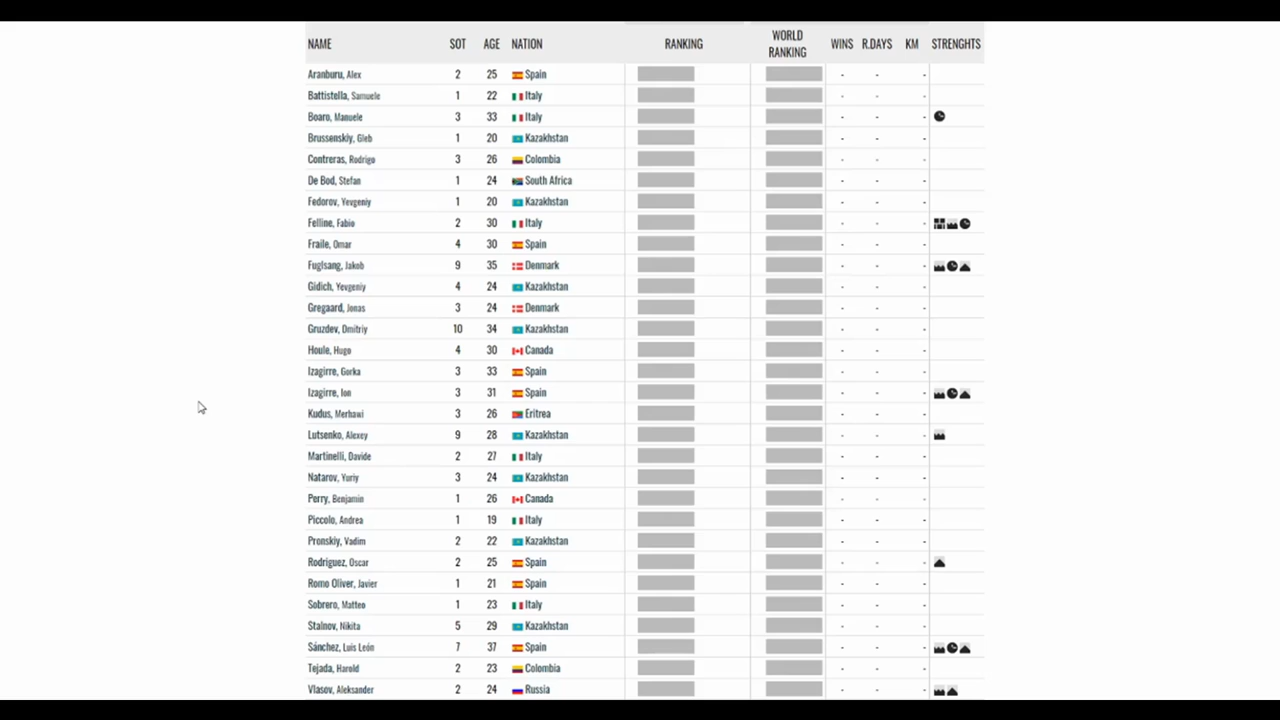 NAME SOT AGE NATION RANKING WORLD RANKING WINS R.DAYS KM STRENGHTS
Aranburu, Alex 2 25 Spain - - -
Battistella, Samuele 1 22 Italy - - -
Boaro, Manuele 3 33 Italy - - -
Brussenskiy, Gleb 1 20 Kazakhstan - - -
Contreras, Rodrigo 3 26 Colombia - - -
De Bod, Stefan 1 24 South Africa - - -
Fedorov, Yevgeniy 1 20 Kazakhstan - - -
Felline, Fabio 2 30 Italy - - -
Fraile, Omar 4 30 Spain - - -
Fuglsang, Jakob 9 35 Denmark - - -
Gidich, Yevgeniy 4 24 Kazakhstan - - -
Gregaard, Jonas 3 24 Denmark - - -
Gruzdev, Dmitriy 10 34 Kazakhstan - - -
Houle, Hugo 4 30 Canada - - -
Izagirre, Gorka 3 33 Spain - - -
Izagirre, Ion 3 31 Spain - - -
Kudus, Merhawi 3 26 Eritrea - - -
Lutsenko, Alexey 9 28 Kazakhstan - - -
Martinelli, Davide 2 27 Italy - - -
Natarov, Yuriy 3 24 Kazakhstan - - -
Perry, Benjamin 1 26 Canada - - -
Piccolo, Andrea 1 19 Italy - - -
Pronskiy, Vadim 2 22 Kazakhstan - - -
Rodriguez, Oscar 2 25 Spain - - -
Romo Oliver, Javier 1 21 Spain - - -
Sobrero, Matteo 1 23 Italy - - -
Stalnov, Nikita 5 29 Kazakhstan - - -
Sánchez, Luis León 7 37 Spain - - -
Tejada, Harold 2 23 Colombia - - -
Vlasov, Aleksander 2 24 Russia - - -